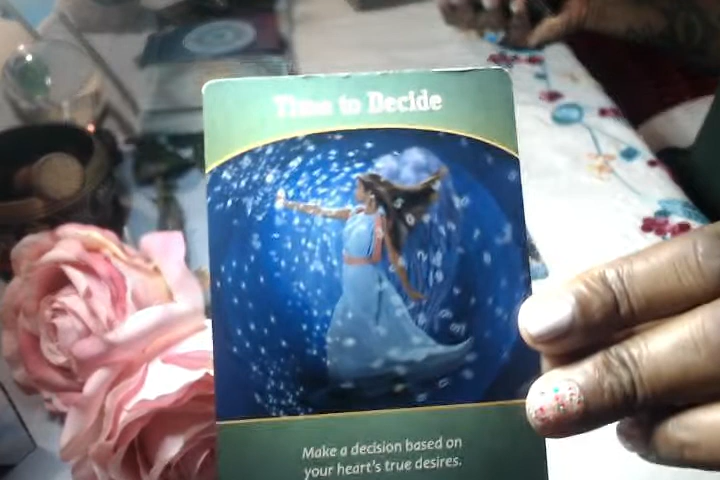 Time to Decide
Make a decision based on
your heart's true desires.